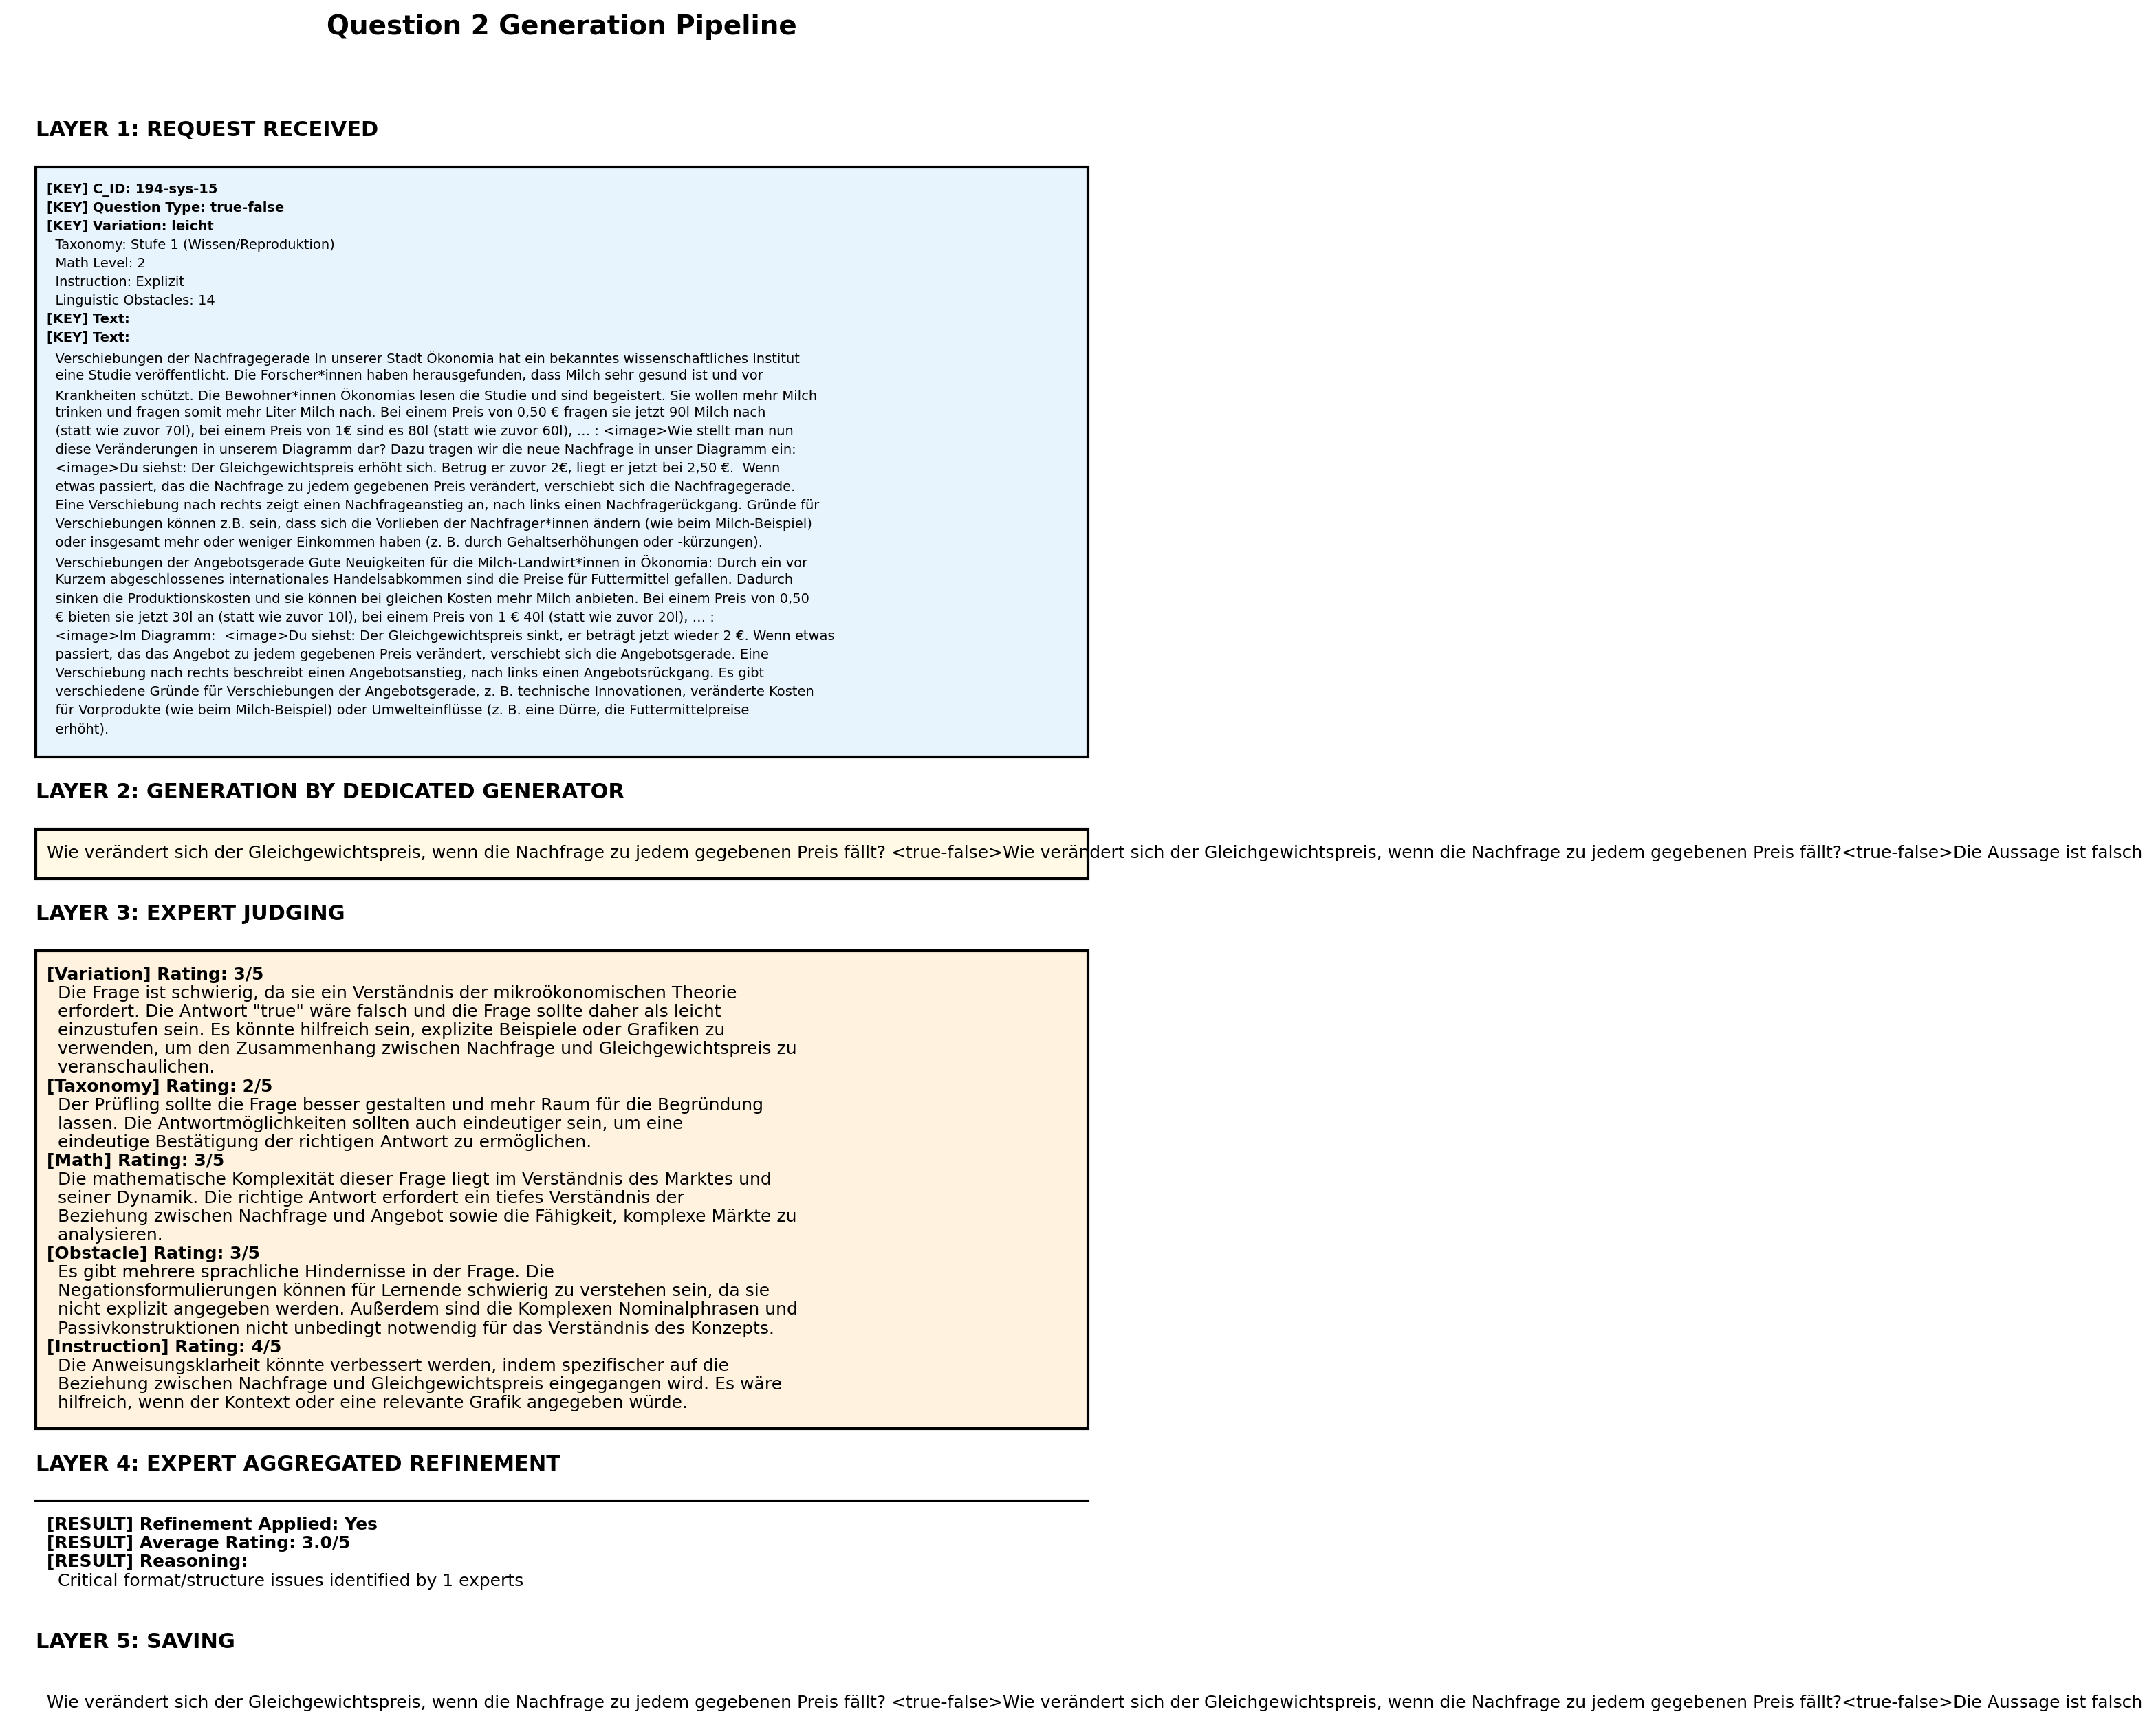 Question 2 Generation Pipeline
LAYER 1: REQUEST RECEIVED
[KEY] C_ID: 194-sys-15
[KEY] Question Type: true-false
[KEY] Variation: leicht
Taxonomy: Stufe 1 (Wissen/Reproduktion)
Math Level: 2
Instruction: Explizit
Linguistic Obstacles: 14
[KEY] Text:
[KEY] Text:
Verschiebungen der Nachfragegerade In unserer Stadt Ökonomia hat ein bekanntes wissenschaftliches Institut
eine Studie veröffentlicht. Die Forscher*innen haben herausgefunden, dass Milch sehr gesund ist und vor
Krankheiten schützt. Die Bewohner*innen Ökonomias lesen die Studie und sind begeistert. Sie wollen mehr Milch
trinken und fragen somit mehr Liter Milch nach. Bei einem Preis von 0,50 € fragen sie jetzt 90l Milch nach
(statt wie zuvor 70l), bei einem Preis von 1€ sind es 80l (statt wie zuvor 60l), … : <image>Wie stellt man nun
diese Veränderungen in unserem Diagramm dar? Dazu tragen wir die neue Nachfrage in unser Diagramm ein:
<image>Du siehst: Der Gleichgewichtspreis erhöht sich. Betrug er zuvor 2€, liegt er jetzt bei 2,50 €.  Wenn
etwas passiert, das die Nachfrage zu jedem gegebenen Preis verändert, verschiebt sich die Nachfragegerade.
Eine Verschiebung nach rechts zeigt einen Nachfrageanstieg an, nach links einen Nachfragerückgang. Gründe für
Verschiebungen können z.B. sein, dass sich die Vorlieben der Nachfrager*innen ändern (wie beim Milch-Beispiel)
oder insgesamt mehr oder weniger Einkommen haben (z. B. durch Gehaltserhöhungen oder -kürzungen).
Verschiebungen der Angebotsgerade Gute Neuigkeiten für die Milch-Landwirt*innen in Ökonomia: Durch ein vor
Kurzem abgeschlossenes internationales Handelsabkommen sind die Preise für Futtermittel gefallen. Dadurch
sinken die Produktionskosten und sie können bei gleichen Kosten mehr Milch anbieten. Bei einem Preis von 0,50
€ bieten sie jetzt 30l an (statt wie zuvor 10l), bei einem Preis von 1 € 40l (statt wie zuvor 20l), … :
<image>Im Diagramm:  <image>Du siehst: Der Gleichgewichtspreis sinkt, er beträgt jetzt wieder 2 €. Wenn etwas
passiert, das das Angebot zu jedem gegebenen Preis verändert, verschiebt sich die Angebotsgerade. Eine
Verschiebung nach rechts beschreibt einen Angebotsanstieg, nach links einen Angebotsrückgang. Es gibt
verschiedene Gründe für Verschiebungen der Angebotsgerade, z. B. technische Innovationen, veränderte Kosten
für Vorprodukte (wie beim Milch-Beispiel) oder Umwelteinflüsse (z. B. eine Dürre, die Futtermittelpreise
erhöht).
LAYER 2: GENERATION BY DEDICATED GENERATOR
Wie verändert sich der Gleichgewichtspreis, wenn die Nachfrage zu jedem gegebenen Preis fällt? <true-false>Wie verändert sich der Gleichgewichtspreis, wenn die Nachfrage zu jedem gegebenen Preis fällt?<true-false>Die Aussage ist falsch
LAYER 3: EXPERT JUDGING
[Variation] Rating: 3/5
Die Frage ist schwierig, da sie ein Verständnis der mikroökonomischen Theorie
erfordert. Die Antwort "true" wäre falsch und die Frage sollte daher als leicht
einzustufen sein. Es könnte hilfreich sein, explizite Beispiele oder Grafiken zu
verwenden, um den Zusammenhang zwischen Nachfrage und Gleichgewichtspreis zu
veranschaulichen.
[Taxonomy] Rating: 2/5
Der Prüfling sollte die Frage besser gestalten und mehr Raum für die Begründung
lassen. Die Antwortmöglichkeiten sollten auch eindeutiger sein, um eine
eindeutige Bestätigung der richtigen Antwort zu ermöglichen.
[Math] Rating: 3/5
Die mathematische Komplexität dieser Frage liegt im Verständnis des Marktes und
seiner Dynamik. Die richtige Antwort erfordert ein tiefes Verständnis der
Beziehung zwischen Nachfrage und Angebot sowie die Fähigkeit, komplexe Märkte zu
analysieren.
[Obstacle] Rating: 3/5
Es gibt mehrere sprachliche Hindernisse in der Frage. Die
Negationsformulierungen können für Lernende schwierig zu verstehen sein, da sie
nicht explizit angegeben werden. Außerdem sind die Komplexen Nominalphrasen und
Passivkonstruktionen nicht unbedingt notwendig für das Verständnis des Konzepts.
[Instruction] Rating: 4/5
Die Anweisungsklarheit könnte verbessert werden, indem spezifischer auf die
Beziehung zwischen Nachfrage und Gleichgewichtspreis eingegangen wird. Es wäre
hilfreich, wenn der Kontext oder eine relevante Grafik angegeben würde.
LAYER 4: EXPERT AGGREGATED REFINEMENT
[RESULT] Refinement Applied: Yes
[RESULT] Average Rating: 3.0/5
[RESULT] Reasoning:
Critical format/structure issues identified by 1 experts
LAYER 5: SAVING
Wie verändert sich der Gleichgewichtspreis, wenn die Nachfrage zu jedem gegebenen Preis fällt? <true-false>Wie verändert sich der Gleichgewichtspreis, wenn die Nachfrage zu jedem gegebenen Preis fällt?<true-false>Die Aussage ist falsch